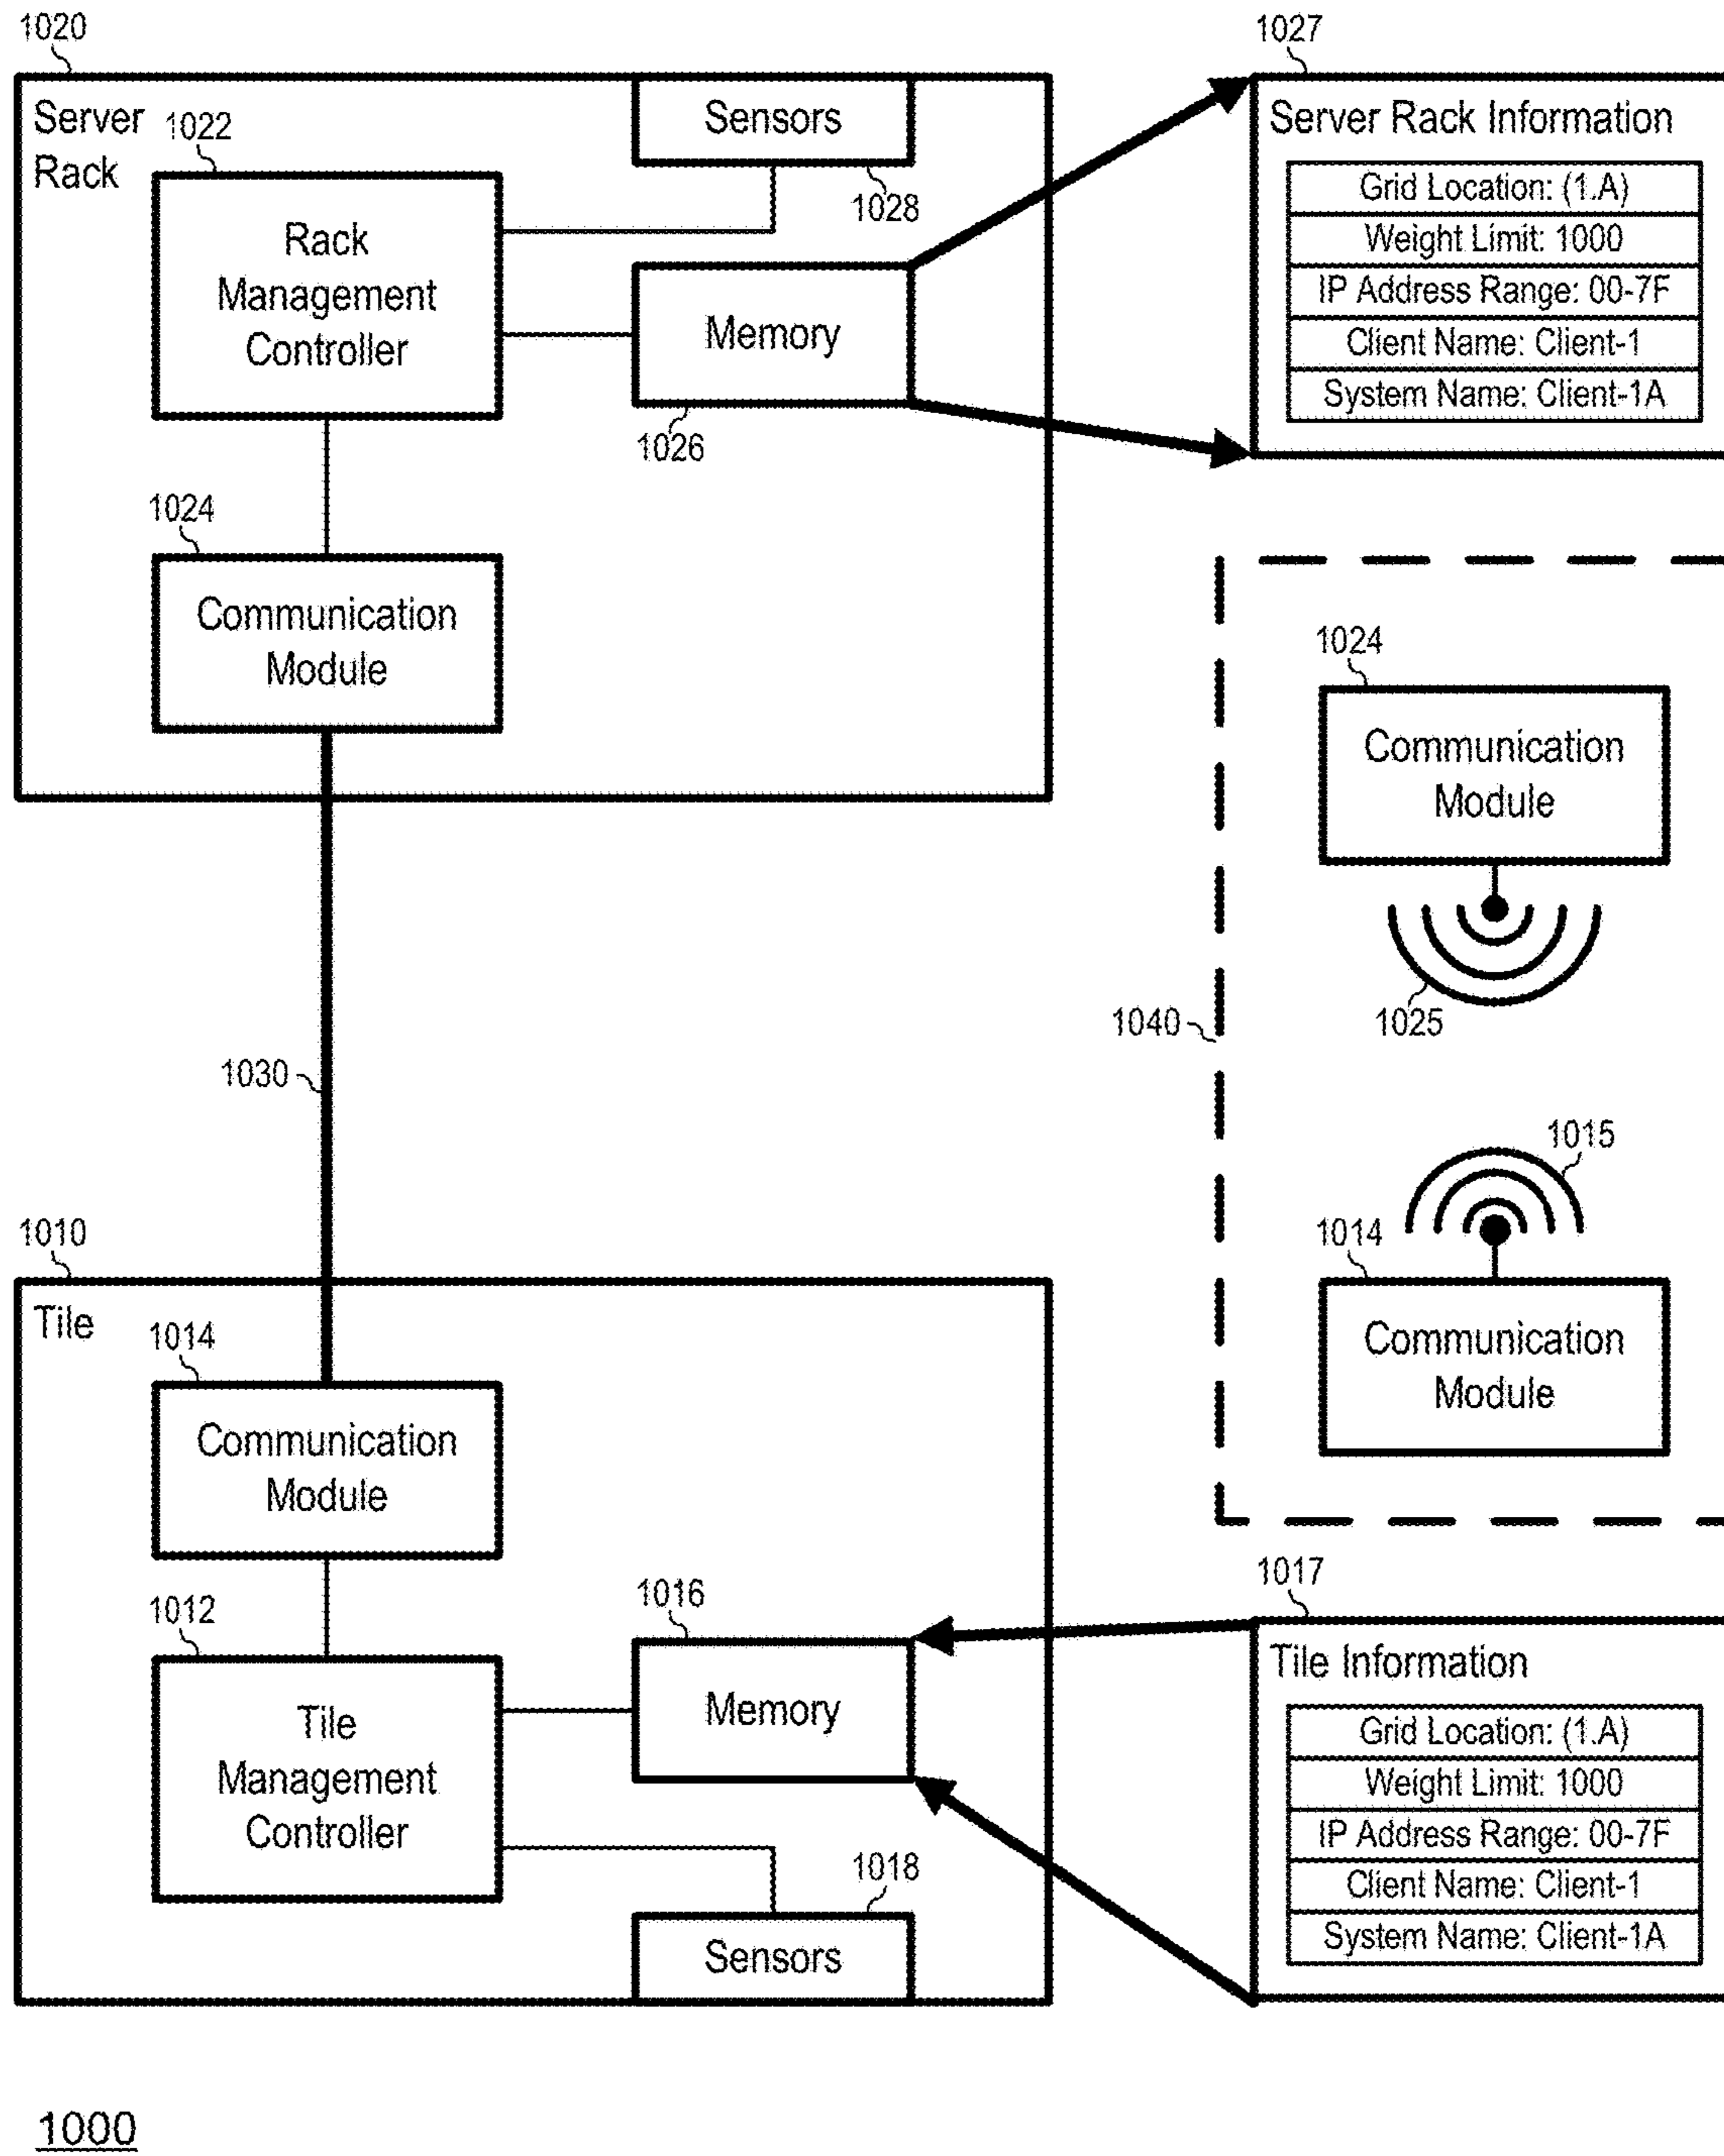 1020
Server
Rack
1022
Sensors
1028
Rack
Management
Controller
Memory
1026
1024
Communication
Module
1027
Server Rack Information
Grid Location: (1.A)
Weight Limit: 1000
IP Address Range: 00-7F
Client Name: Client-1
System Name: Client-1A
1024
Communication
Module
1025
1040
1030
1015
1014
Communication
Module
1010
Tile
1014
Communication
Module
1012
Tile
Management
Controller
1016
Memory
1018
Sensors
1017
Tile Information
Grid Location: (1.A)
Weight Limit: 1000
IP Address Range: 00-7F
Client Name: Client-1
System Name: Client-1A
1000